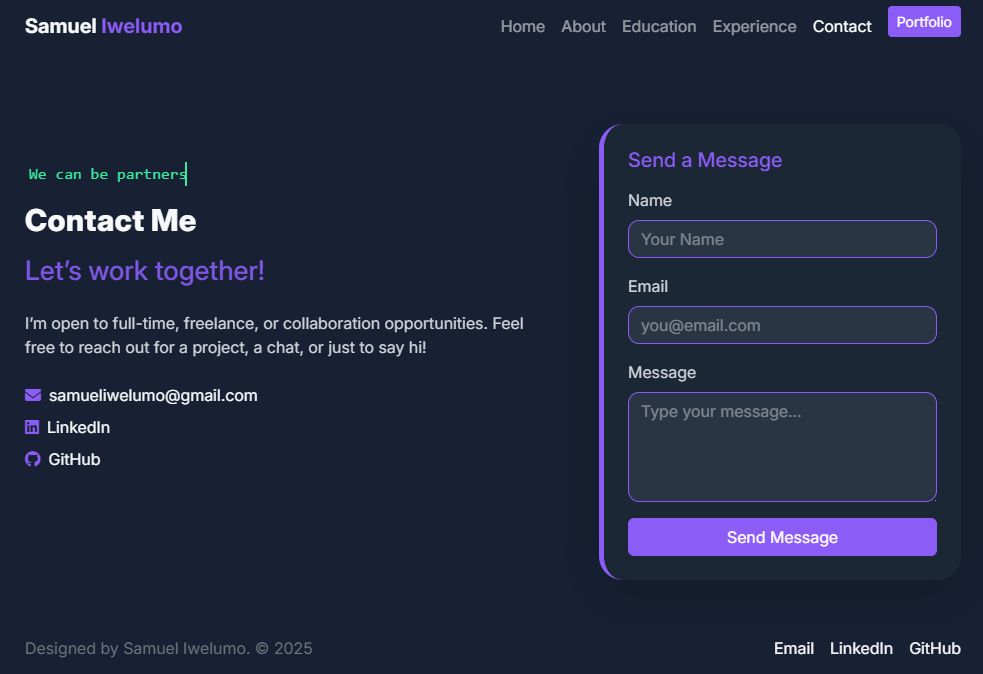 Samuel Iwelumo
Home About Education Experience Contact Portfolio
We can be partners
Contact Me
Let’s work together!
I’m open to full-time, freelance, or collaboration opportunities. Feel
free to reach out for a project, a chat, or just to say hi!
samueliwelumo@gmail.com
LinkedIn
GitHub
Send a Message
Name
Your Name
Email
you@email.com
Message
Type your message...
Send Message
Designed by Samuel Iwelumo. © 2025
Email LinkedIn GitHub